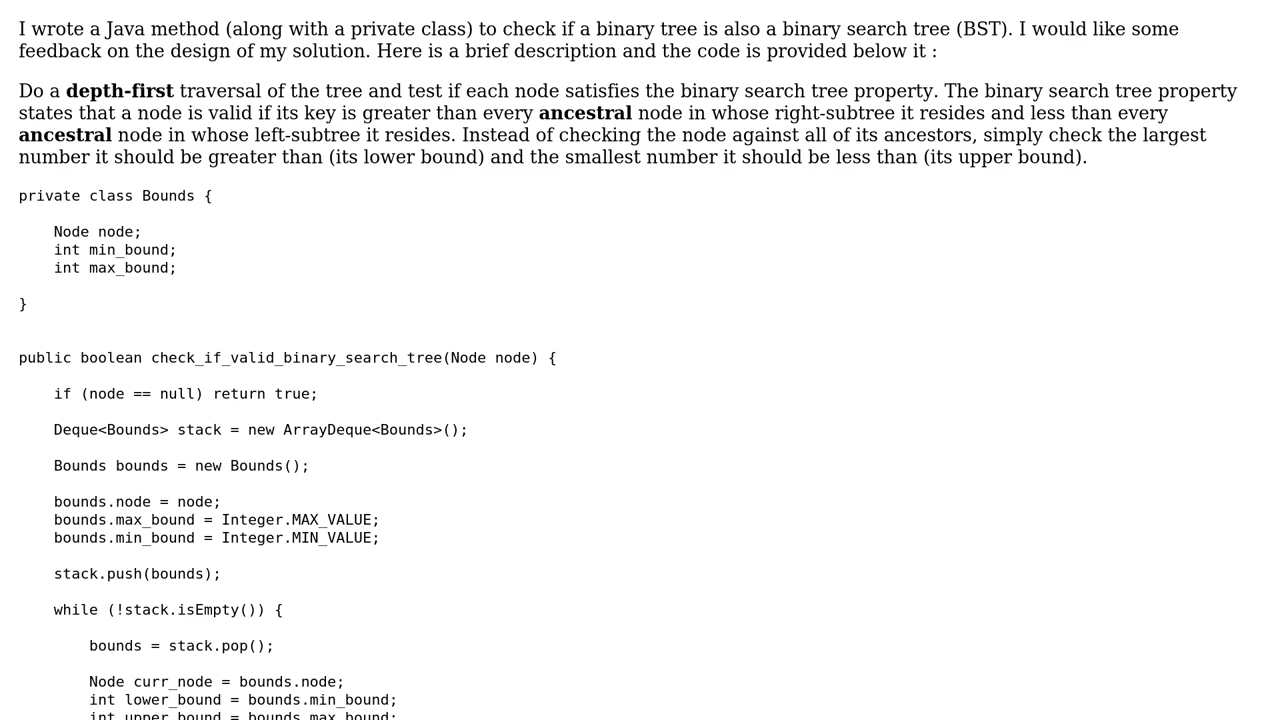 I wrote a Java method (along with a private class) to check if a binary tree is also a binary search tree (BST). I would like some
feedback on the design of my solution. Here is a brief description and the code is provided below it :
Do a depth-first traversal of the tree and test if each node satisfies the binary search tree property. The binary search tree property
states that a node is valid if its key is greater than every ancestral node in whose right-subtree it resides and less than every
ancestral node in whose left-subtree it resides. Instead of checking the node against all of its ancestors, simply check the largest
number it should be greater than (its lower bound) and the smallest number it should be less than (its upper bound).
private class Bounds {
    Node node;
    int min_bound;
    int max_bound;
}
public boolean check_if_valid_binary_search_tree(Node node) {
    if (node == null) return true;
    Deque<Bounds> stack = new ArrayDeque<Bounds>();
    Bounds bounds = new Bounds();
    bounds.node = node;
    bounds.max_bound = Integer.MAX_VALUE;
    bounds.min_bound = Integer.MIN_VALUE;
    stack.push(bounds);
    while (!stack.isEmpty()) {
        bounds = stack.pop();
        Node curr_node = bounds.node;
        int lower_bound = bounds.min_bound;
        int upper_bound = bounds.max_bound;